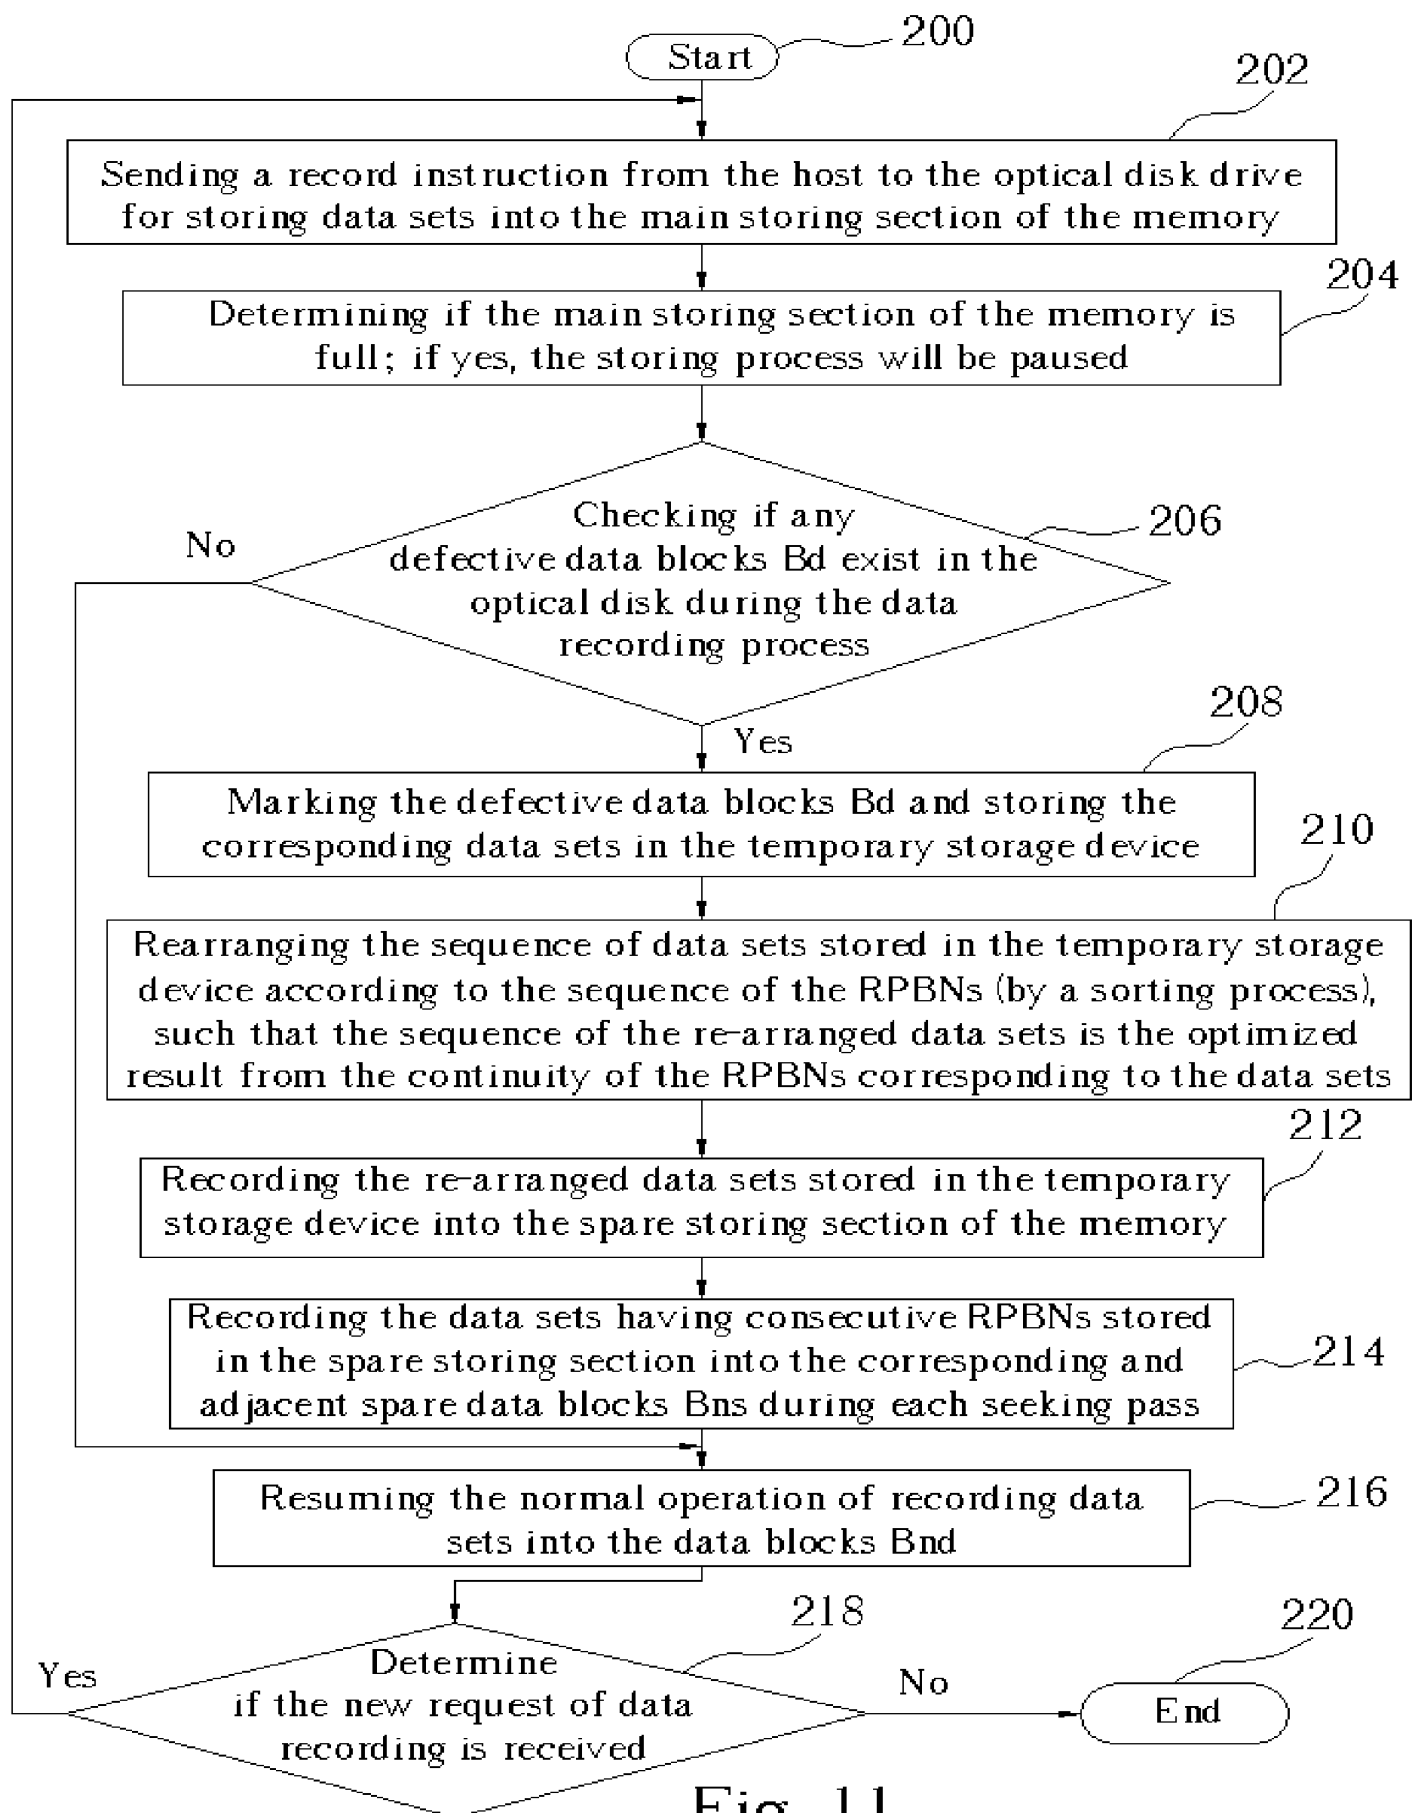 Start
200
202
Sending a record instruction from the host to the optical disk drive
for storing data sets into the main storing section of the memory
204
Determining if the main storing section of the memory is
full; if yes, the storing process will be paused
206
Checking if any
defective data blocks Bd exist in the
optical disk during the data
recording process
No
Yes
208
Marking the defective data blocks Bd and storing the
corresponding data sets in the temporary storage device
210
Rearranging the sequence of data sets stored in the temporary storage
device according to the sequence of the RPBNs (by a sorting process),
such that the sequence of the re-arranged data sets is the optimized
result from the continuity of the RPBNs corresponding to the data sets
212
Recording the re-arranged data sets stored in the temporary
storage device into the spare storing section of the memory
Recording the data sets having consecutive RPBNs stored
in the spare storing section into the corresponding and
adjacent spare data blocks Bns during each seeking pass
214
Resuming the normal operation of recording data
sets into the data blocks Bnd
216
218
Determine
if the new request of data
recording is received
Yes
No
220
End
Fig. 11